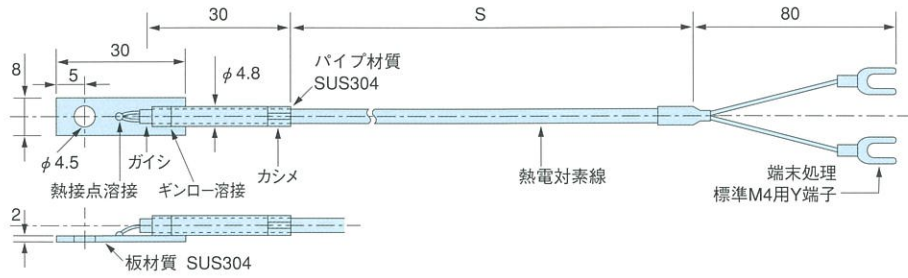 30
S
80
30
パイプ材質
SUS304
8
5
φ4.8
φ4.5
ガイシ
カシメ
熱電対素線
端末処理
標準M4用Y端子
熱接点溶接
ギンロー溶接
2
板材質 SUS304